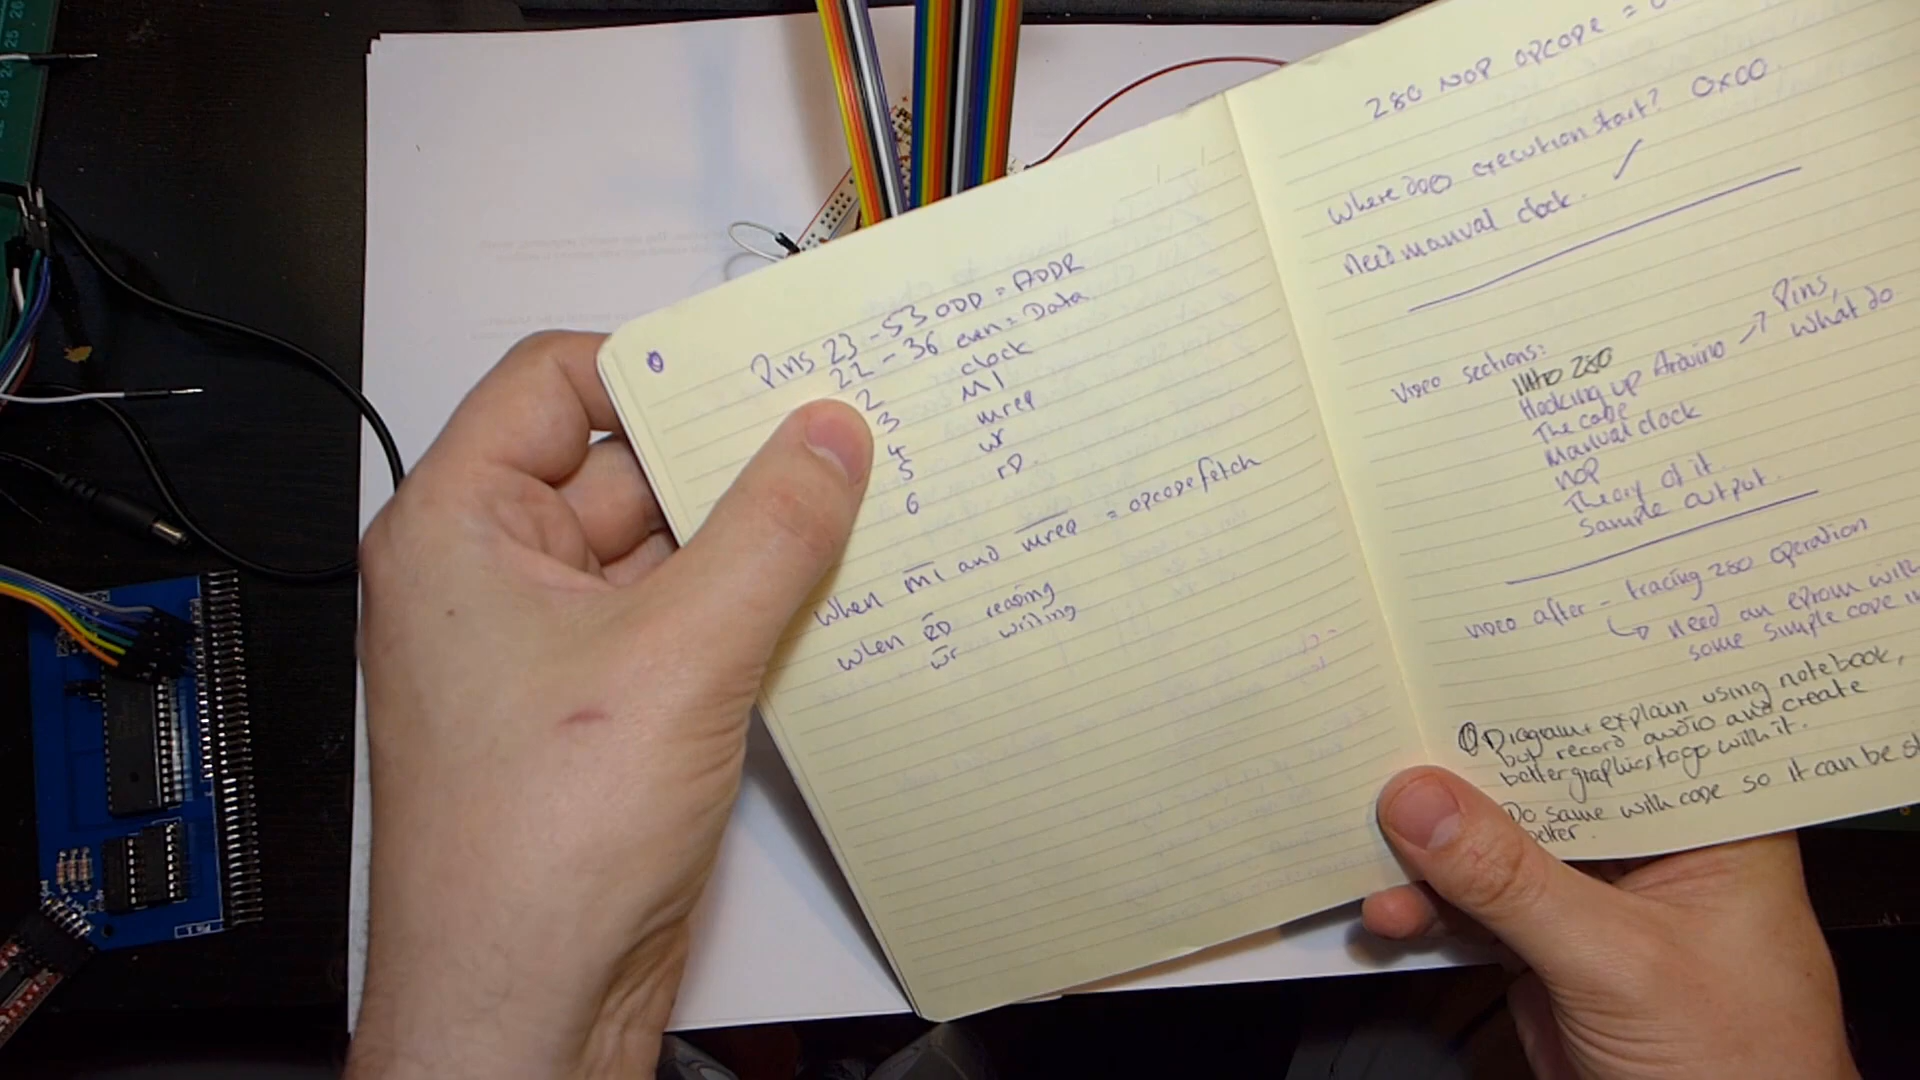 Pins 23-53 ODD = ADDR
22-36 even = Data
2 clock
3 M1
4 mreq
5 wr
6 rD.
When M1 and mreq = opcode fetch
When RD reading
wr writing
Z80 NOP OPCODE =
Where does execution start? 0x00
Need manual clock.
Video sections:
Intro Z80
Hooking up Arduino → Pins,
What do
The code
Manual clock
NOP
Theory of it
Sample output.
Video after - tracing Z80 operation
↳ Need an eprom with
some simple code
Diagram + explain using notebook,
but record audio and create
better graphics to go with it.
Do same with code so it can be
better.